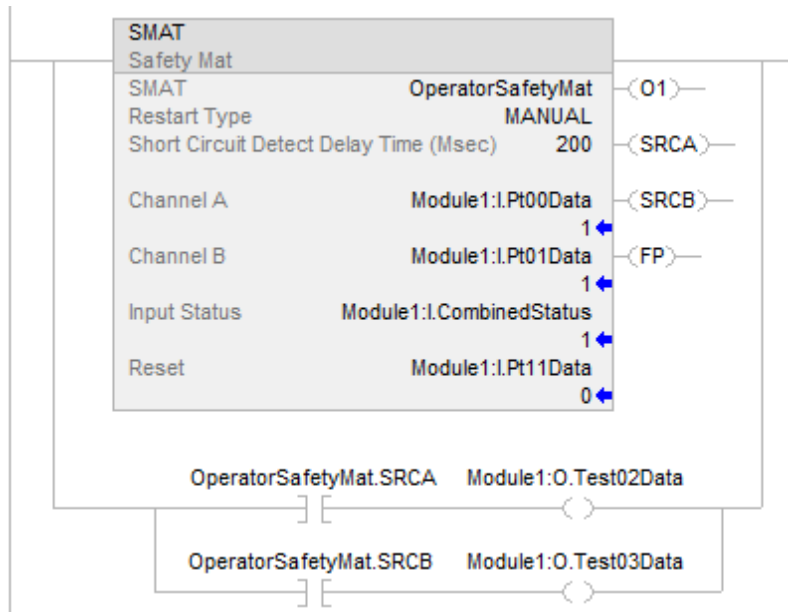 SMAT
Safety Mat
SMAT OperatorSafetyMat O1
Restart Type MANUAL
Short Circuit Detect Delay Time (Msec) 200 SRCA
Channel A Module1:I.Pt00Data SRCB
1
Channel B Module1:I.Pt01Data FP
1
Input Status Module1:I.CombinedStatus
1
Reset Module1:I.Pt11Data
0
OperatorSafetyMat.SRCA Module1:O.Test02Data
OperatorSafetyMat.SRCB Module1:O.Test03Data